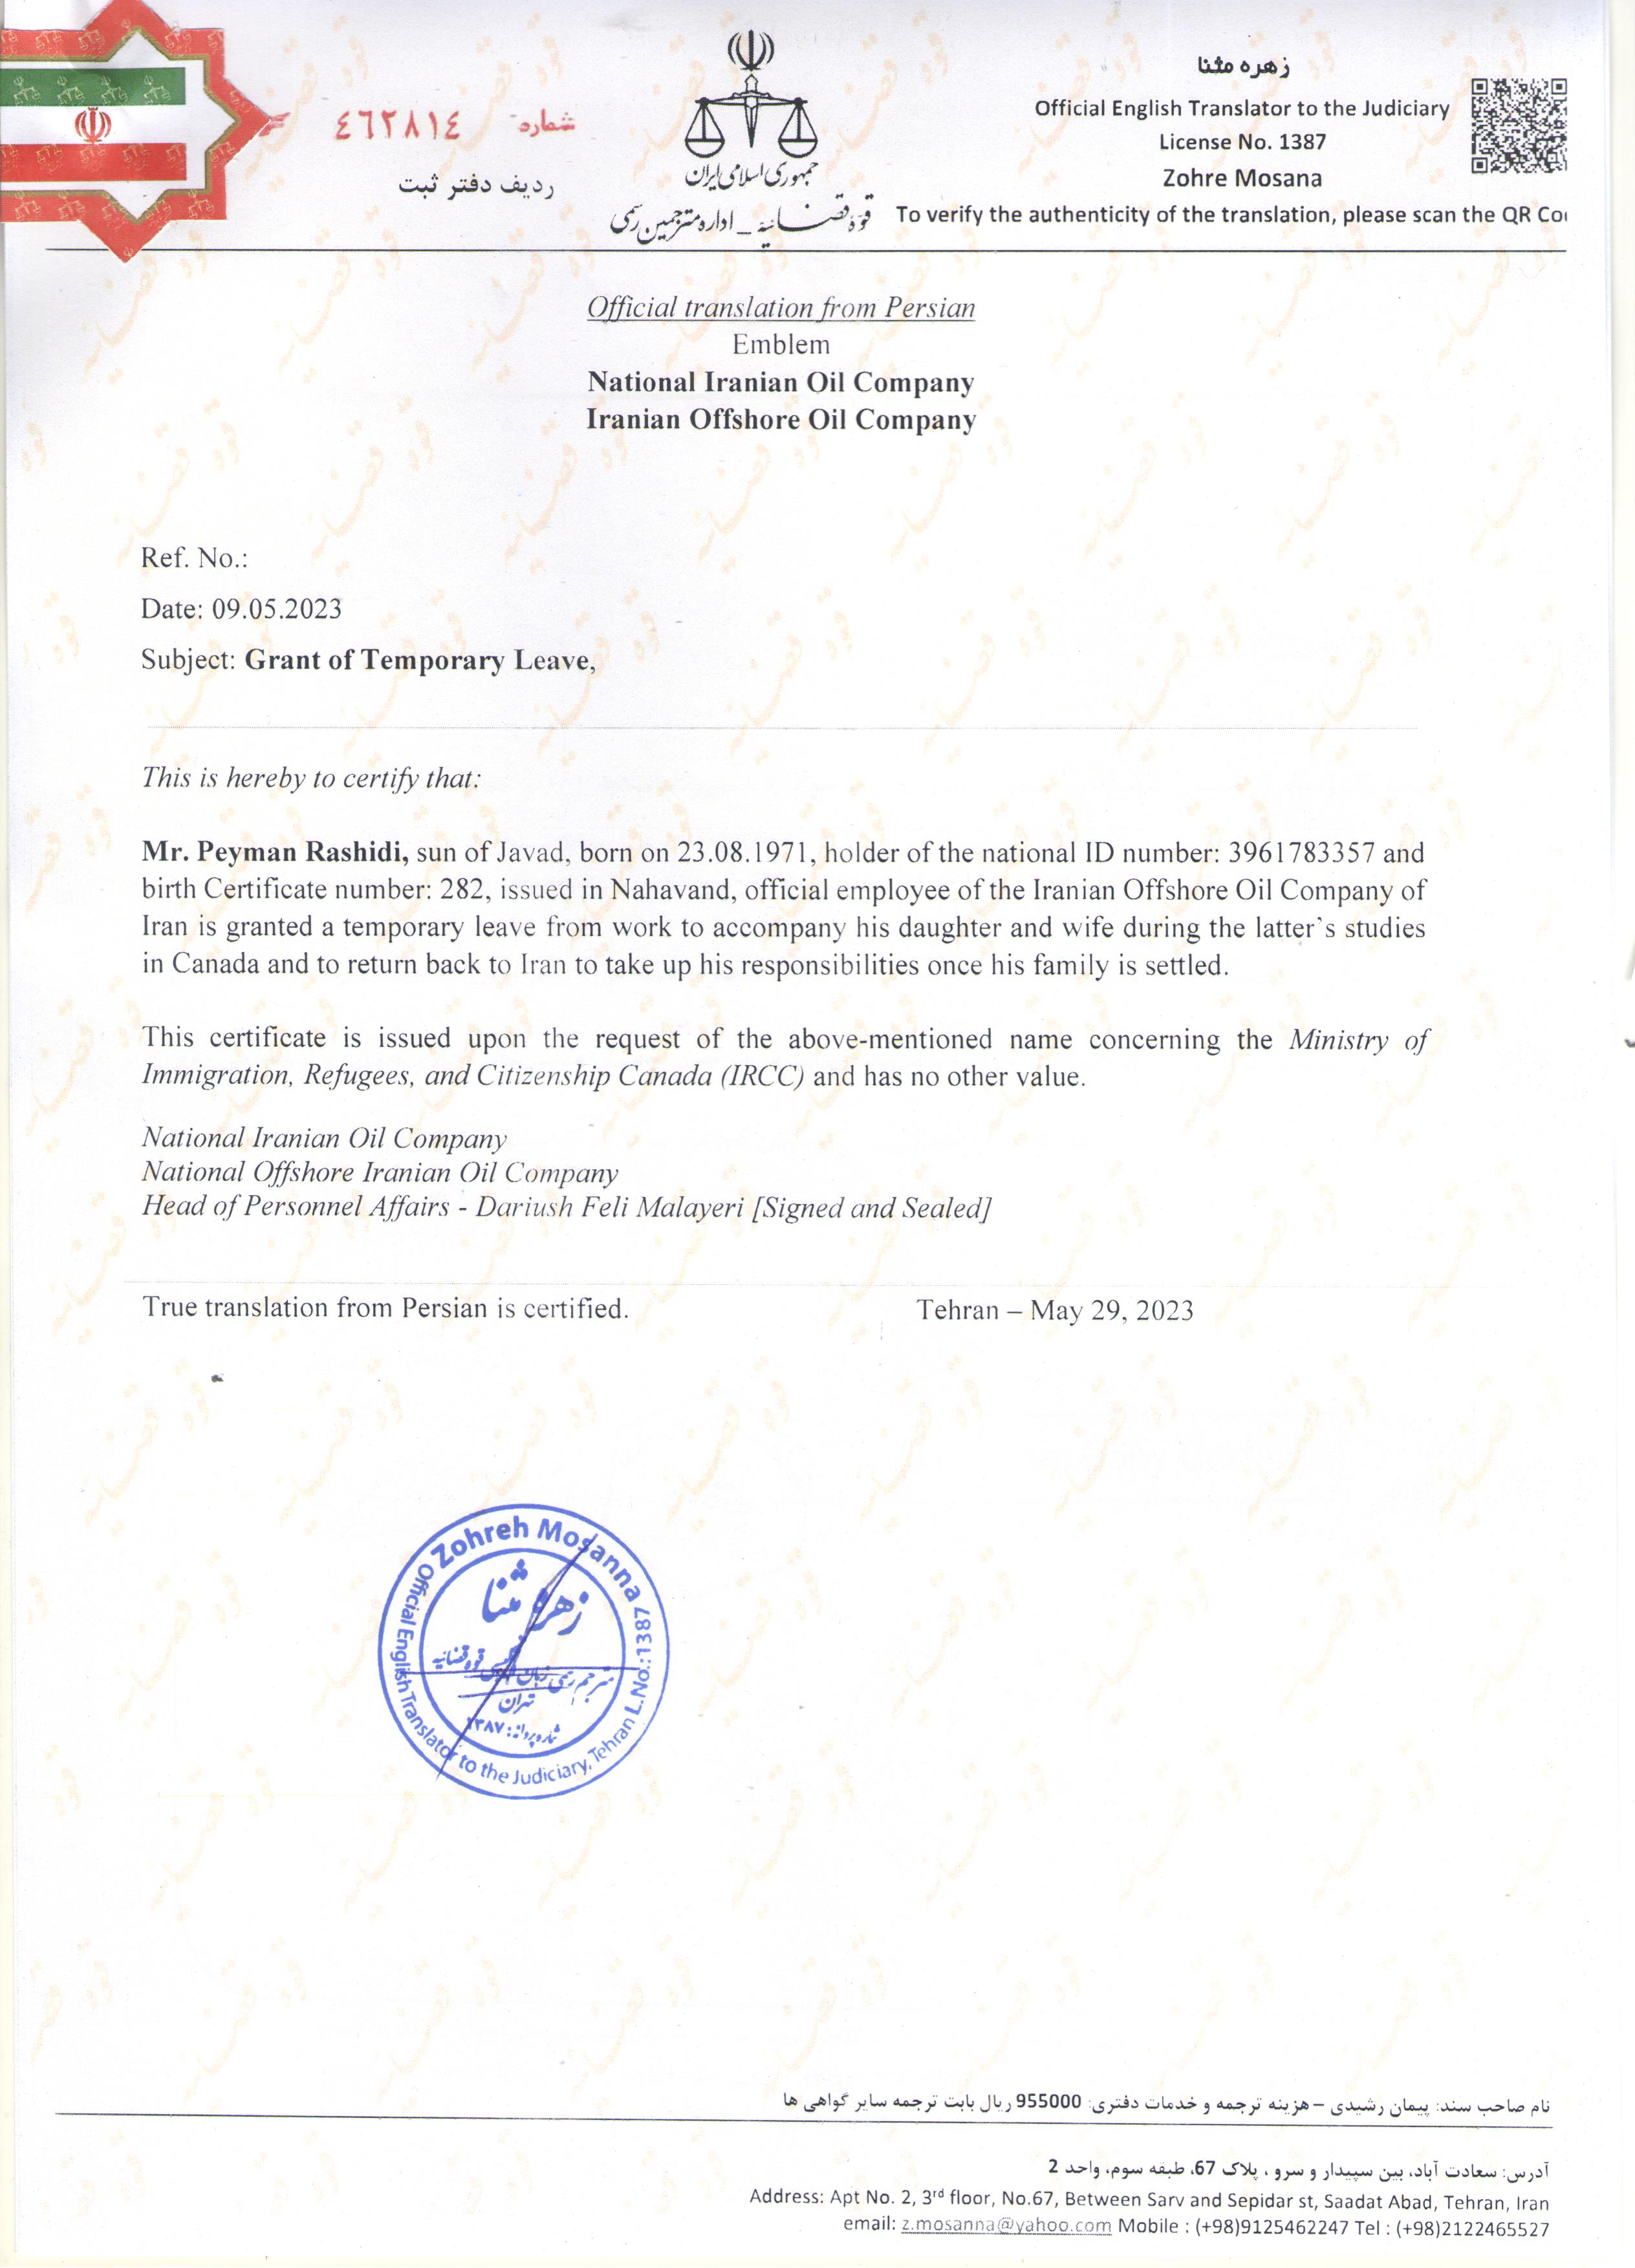 شماره ٤٦٢٨١٤
ردیف دفتر ثبت
جمهوری اسلامی ایران
قوه قضائیه - اداره مترجمین رسمی
زهره مثنا
Official English Translator to the Judiciary
License No. 1387
Zohre Mosana
To verify the authenticity of the translation, please scan the QR Co
Official translation from Persian
Emblem
National Iranian Oil Company
Iranian Offshore Oil Company
Ref. No.:
Date: 09.05.2023
Subject: Grant of Temporary Leave,
This is hereby to certify that:
Mr. Peyman Rashidi, sun of Javad, born on 23.08.1971, holder of the national ID number: 3961783357 and
birth Certificate number: 282, issued in Nahavand, official employee of the Iranian Offshore Oil Company of
Iran is granted a temporary leave from work to accompany his daughter and wife during the latter's studies
in Canada and to return back to Iran to take up his responsibilities once his family is settled.
This certificate is issued upon the request of the above-mentioned name concerning the Ministry of
Immigration, Refugees, and Citizenship Canada (IRCC) and has no other value.
National Iranian Oil Company
National Offshore Iranian Oil Company
Head of Personnel Affairs - Dariush Feli Malayeri [Signed and Sealed]
True translation from Persian is certified. Tehran – May 29, 2023
Zohreh Mosanna
Official English Translator to the Judiciary, Tehran L.No.:1387
زهره مثنا
مترجم رسمی زبان انگلیسی قوه قضائیه
تهران
شماره پروانه: ۱۳۸۷
نام صاحب سند: پیمان رشیدی – هزینه ترجمه و خدمات دفتری: 955000 ریال بابت ترجمه سایر گواهی ها
آدرس: سعادت آباد، بین سپیدار و سرو ، پلاک 67، طبقه سوم، واحد 2
Address: Apt No. 2, 3rd floor, No.67, Between Sarv and Sepidar st, Saadat Abad, Tehran, Iran
email: z.mosanna@yahoo.com Mobile : (+98)9125462247 Tel : (+98)2122465527